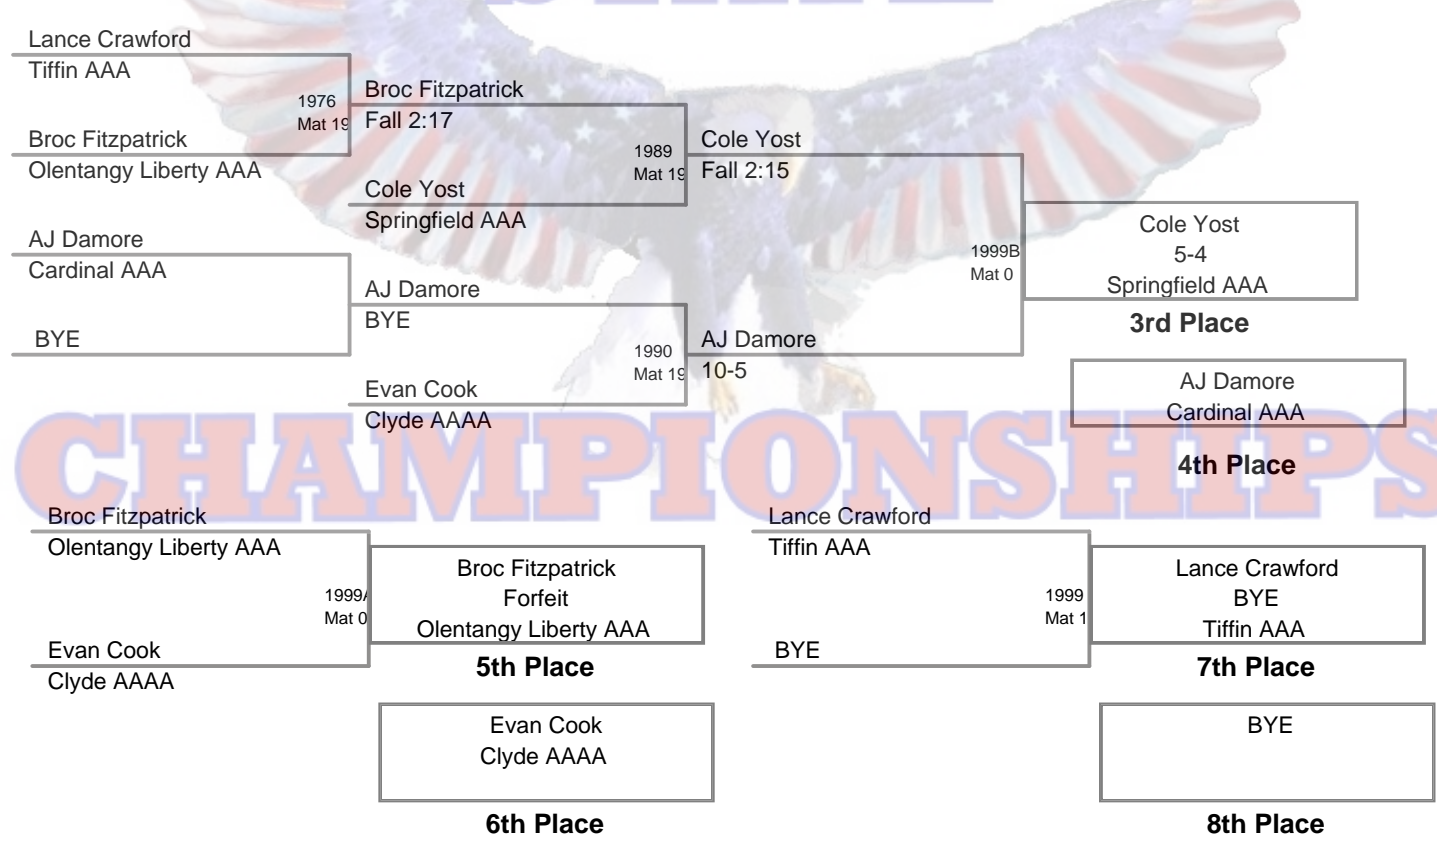 Lance Crawford
Tiffin AAA
1976
Mat 19
Broc Fitzpatrick
Fall 2:17
Broc Fitzpatrick
Olentangy Liberty AAA
1989
Mat 19
Cole Yost
Fall 2:15
Cole Yost
Springfield AAA
AJ Damore
Cardinal AAA
1999B
Mat 0
Cole Yost
5-4
Springfield AAA
3rd Place
AJ Damore
BYE
BYE
1990
Mat 19
AJ Damore
10-5
Evan Cook
Clyde AAAA
AJ Damore
Cardinal AAA
4th Place
CHAMPIONSHIPS
Broc Fitzpatrick
Olentangy Liberty AAA
1999A
Mat 0
Broc Fitzpatrick
Forfeit
Olentangy Liberty AAA
5th Place
Evan Cook
Clyde AAAA
Evan Cook
Clyde AAAA
6th Place
Lance Crawford
Tiffin AAA
1999
Mat 1
Lance Crawford
BYE
Tiffin AAA
7th Place
BYE
BYE
8th Place